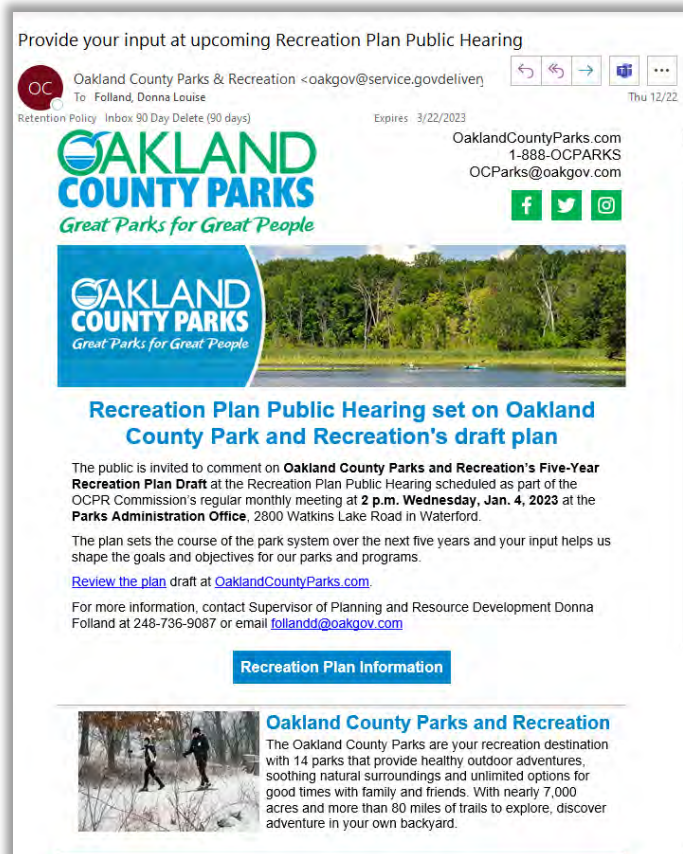 Provide your input at upcoming Recreation Plan Public Hearing
OC
Oakland County Parks & Recreation <oakgov@service.govdelivery
To Folland, Donna Louise
Thu 12/22
Retention Policy Inbox 90 Day Delete (90 days)
Expires 3/22/2023
OAKLAND
COUNTY PARKS
Great Parks for Great People
OaklandCountyParks.com
1-888-OCPARKS
OCParks@oakgov.com
OAKLAND
COUNTY PARKS
Great Parks for Great People
Recreation Plan Public Hearing set on Oakland
County Park and Recreation's draft plan
The public is invited to comment on Oakland County Parks and Recreation's Five-Year
Recreation Plan Draft at the Recreation Plan Public Hearing scheduled as part of the
OCPR Commission's regular monthly meeting at 2 p.m. Wednesday, Jan. 4, 2023 at the
Parks Administration Office, 2800 Watkins Lake Road in Waterford.
The plan sets the course of the park system over the next five years and your input helps us
shape the goals and objectives for our parks and programs.
Review the plan draft at OaklandCountyParks.com.
For more information, contact Supervisor of Planning and Resource Development Donna
Folland at 248-736-9087 or email follandd@oakgov.com
Recreation Plan Information
Oakland County Parks and Recreation
The Oakland County Parks are your recreation destination
with 14 parks that provide healthy outdoor adventures,
soothing natural surroundings and unlimited options for
good times with family and friends. With nearly 7,000
acres and more than 80 miles of trails to explore, discover
adventure in your own backyard.